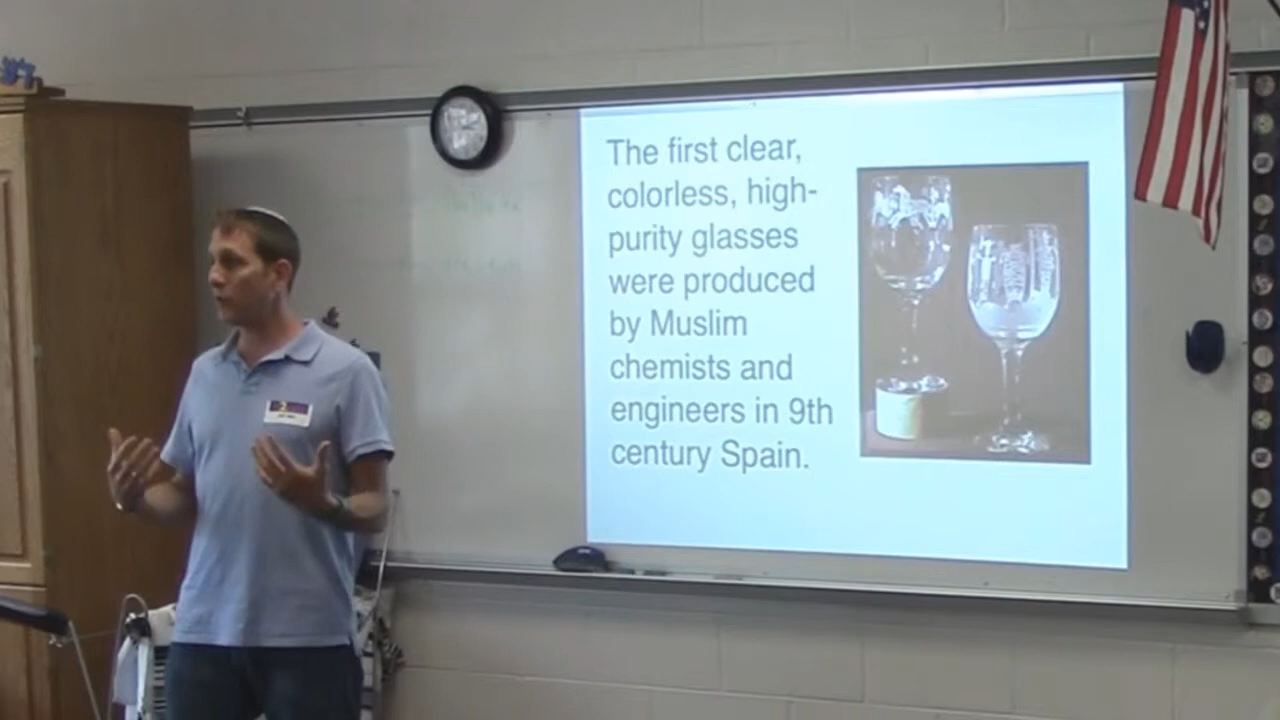 The first clear,
colorless, high-
purity glasses
were produced
by Muslim
chemists and
engineers in 9th
century Spain.